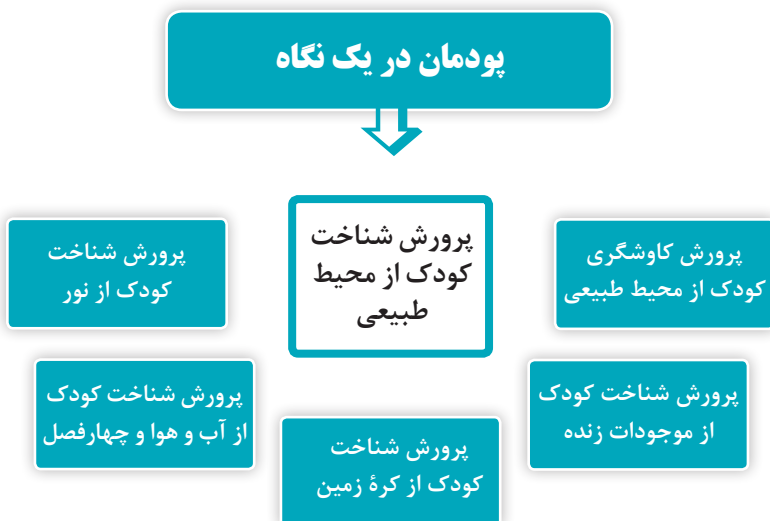 پودمان در یک نگاه
پرورش شناخت
کودک از محیط
طبیعی
پرورش کاوشگری
کودک از محیط طبیعی
پرورش شناخت کودک
از موجودات زنده
پرورش شناخت
کودک از کرۀ زمین
پرورش شناخت کودک
از آب و هوا و چهارفصل
پرورش شناخت
کودک از نور